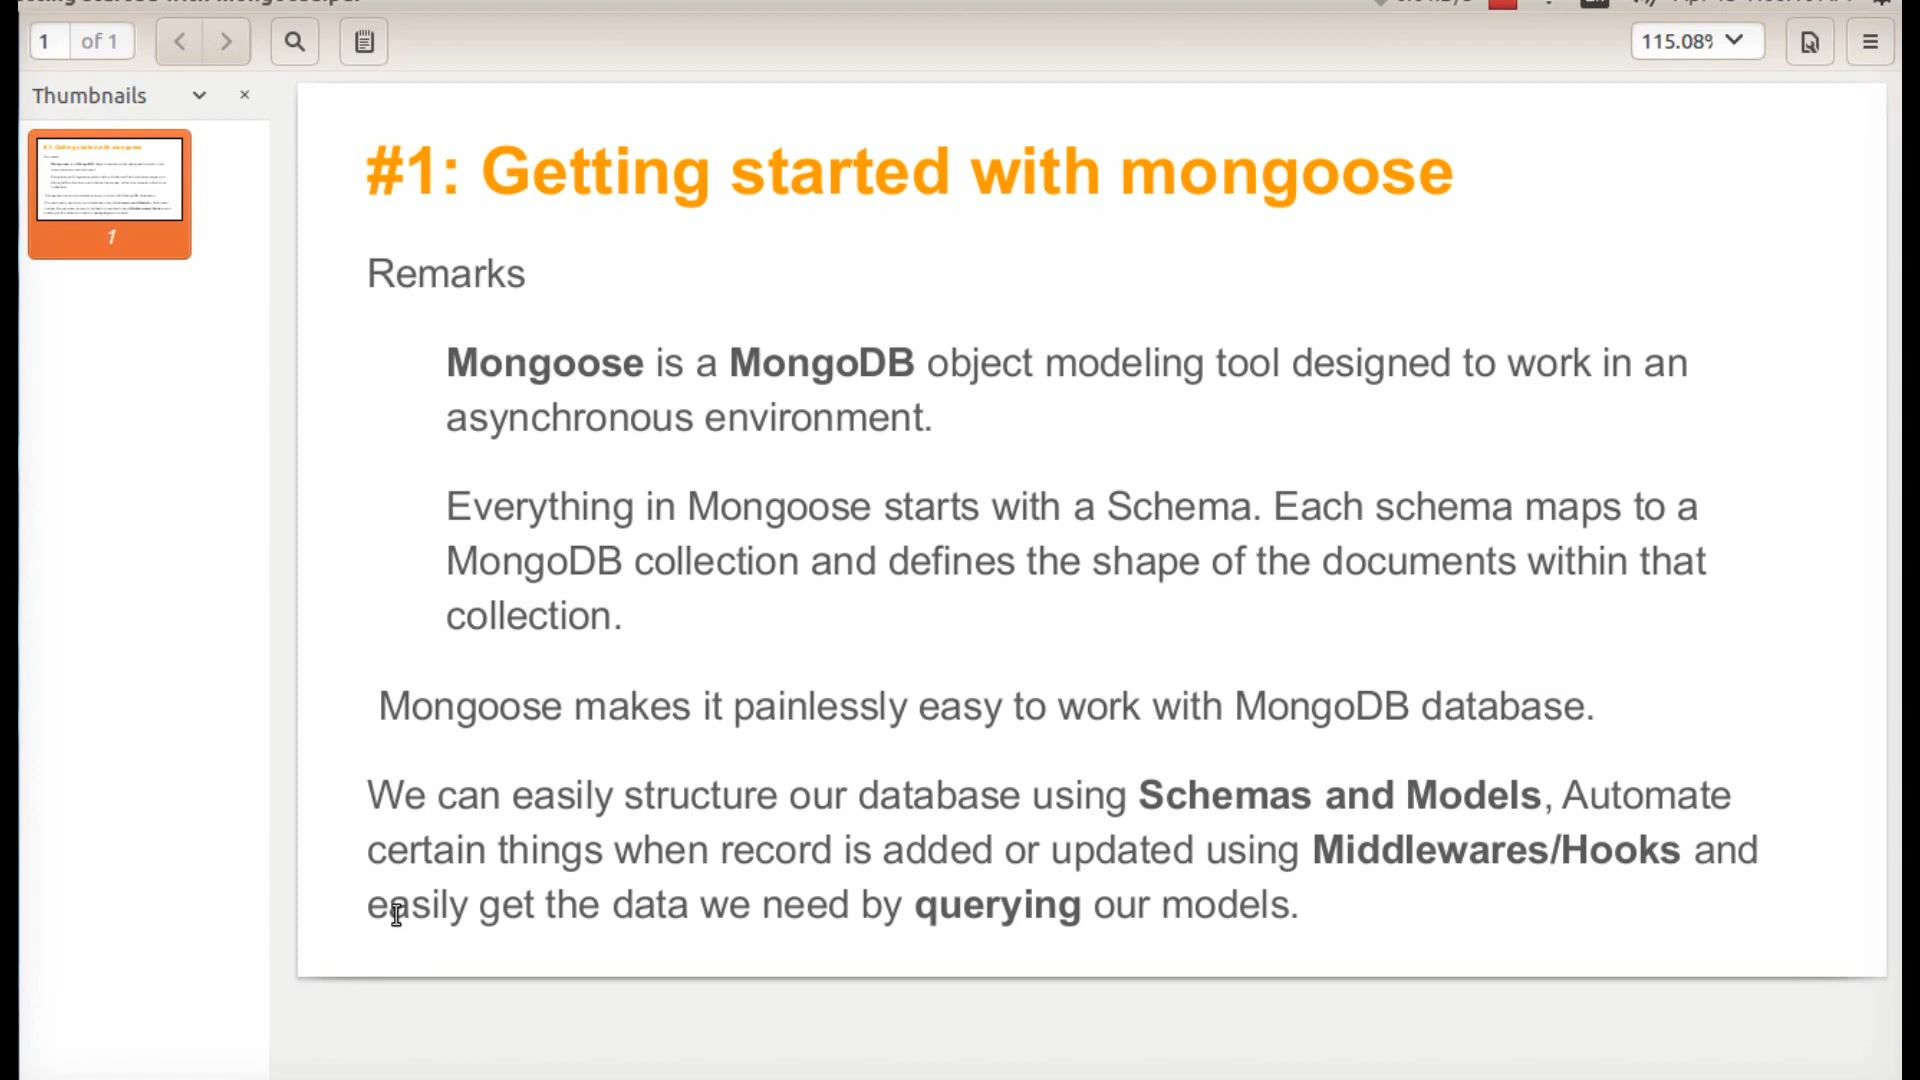 1 of 1
115.08%
Thumbnails
1
#1: Getting started with mongoose
Remarks
Mongoose is a MongoDB object modeling tool designed to work in an
asynchronous environment.
Everything in Mongoose starts with a Schema. Each schema maps to a
MongoDB collection and defines the shape of the documents within that
collection.
Mongoose makes it painlessly easy to work with MongoDB database.
We can easily structure our database using Schemas and Models, Automate
certain things when record is added or updated using Middlewares/Hooks and
easily get the data we need by querying our models.